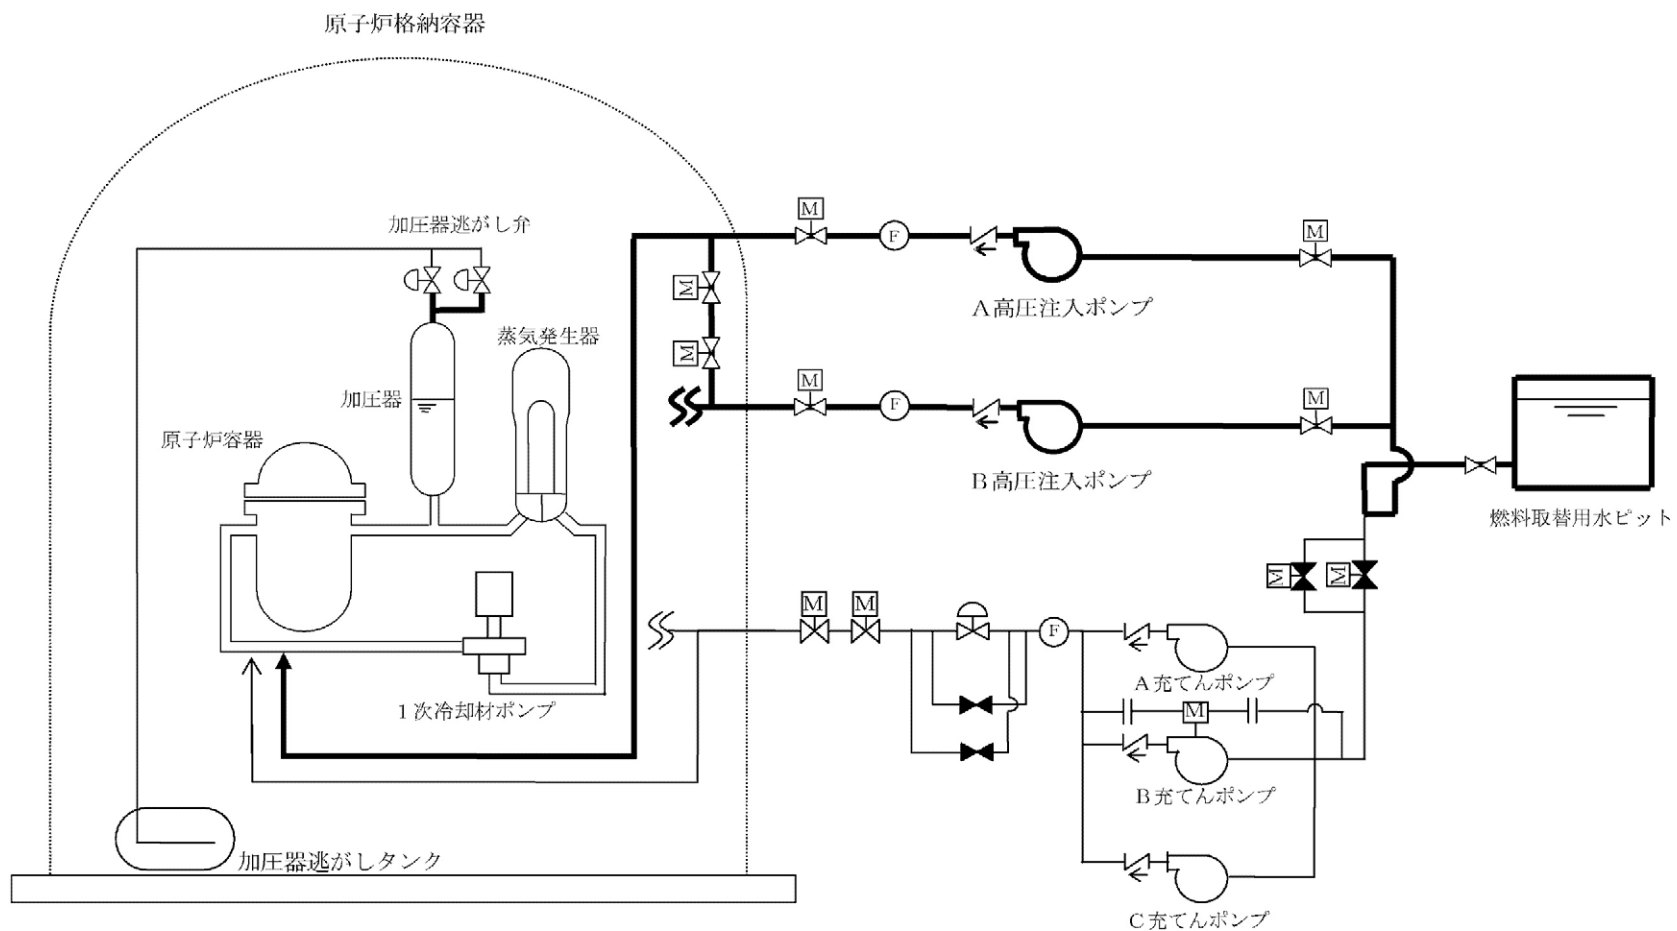 原子炉格納容器
M
M
加圧器逃がし弁
F
A高圧注入ポンプ
M
蒸気発生器
M
加圧器
M
M
F
原子炉容器
B高圧注入ポンプ
燃料取替用水ピット
M
M
M
M
F
A充てんポンプ
1次冷却材ポンプ
M
B充てんポンプ
加圧器逃がしタンク
C充てんポンプ